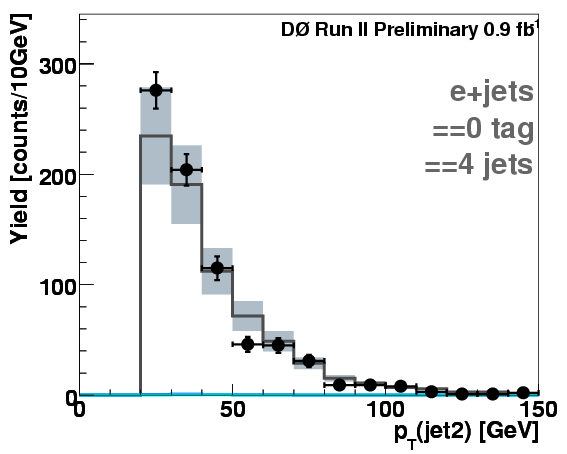 DØ Run II Preliminary 0.9 fb-1
Yield [counts/10GeV]
e+jets
==0 tag
==4 jets
300
200
100
0
0 50 100 150
pT(jet2) [GeV]